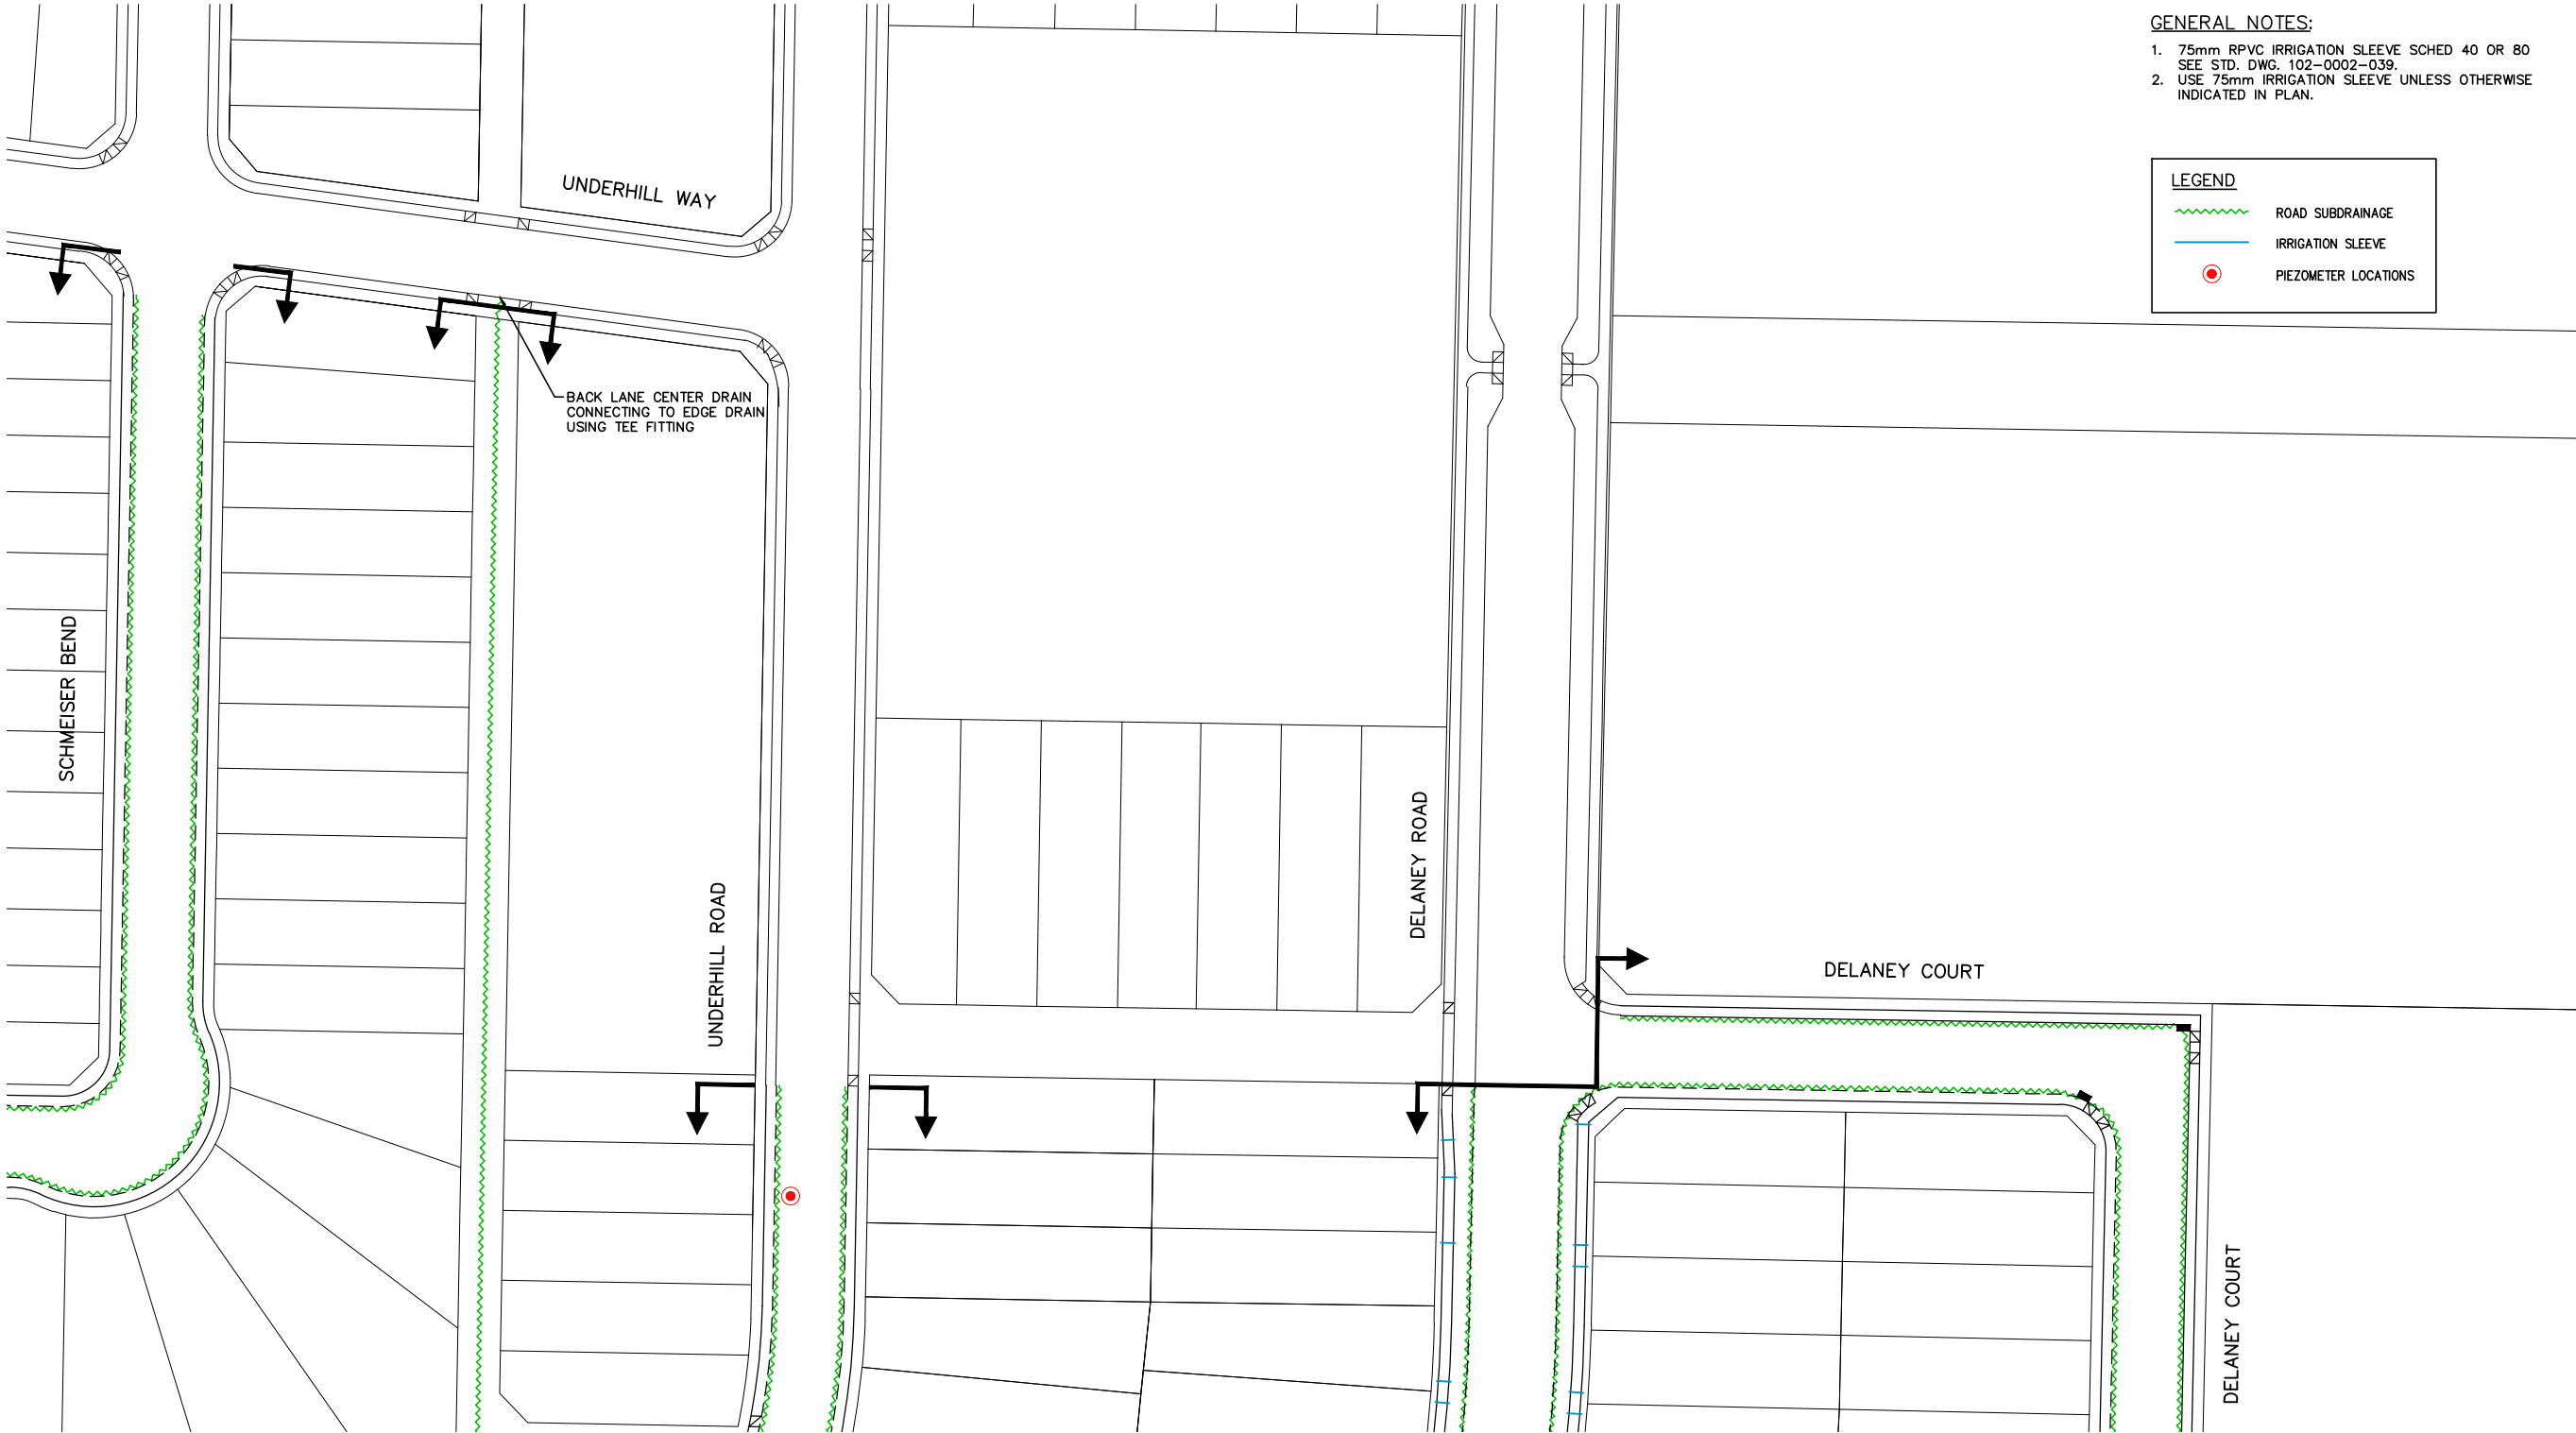 GENERAL NOTES:
1. 75mm RPVC IRRIGATION SLEEVE SCHED 40 OR 80
SEE STD. DWG. 102-0002-039.
2. USE 75mm IRRIGATION SLEEVE UNLESS OTHERWISE
INDICATED IN PLAN.
LEGEND
ROAD SUBDRAINAGE
IRRIGATION SLEEVE
PIEZOMETER LOCATIONS
UNDERHILL WAY
BACK LANE CENTER DRAIN
CONNECTING TO EDGE DRAIN
USING TEE FITTING
SCHMEISER BEND
UNDERHILL ROAD
DELANEY ROAD
DELANEY COURT
DELANEY COURT